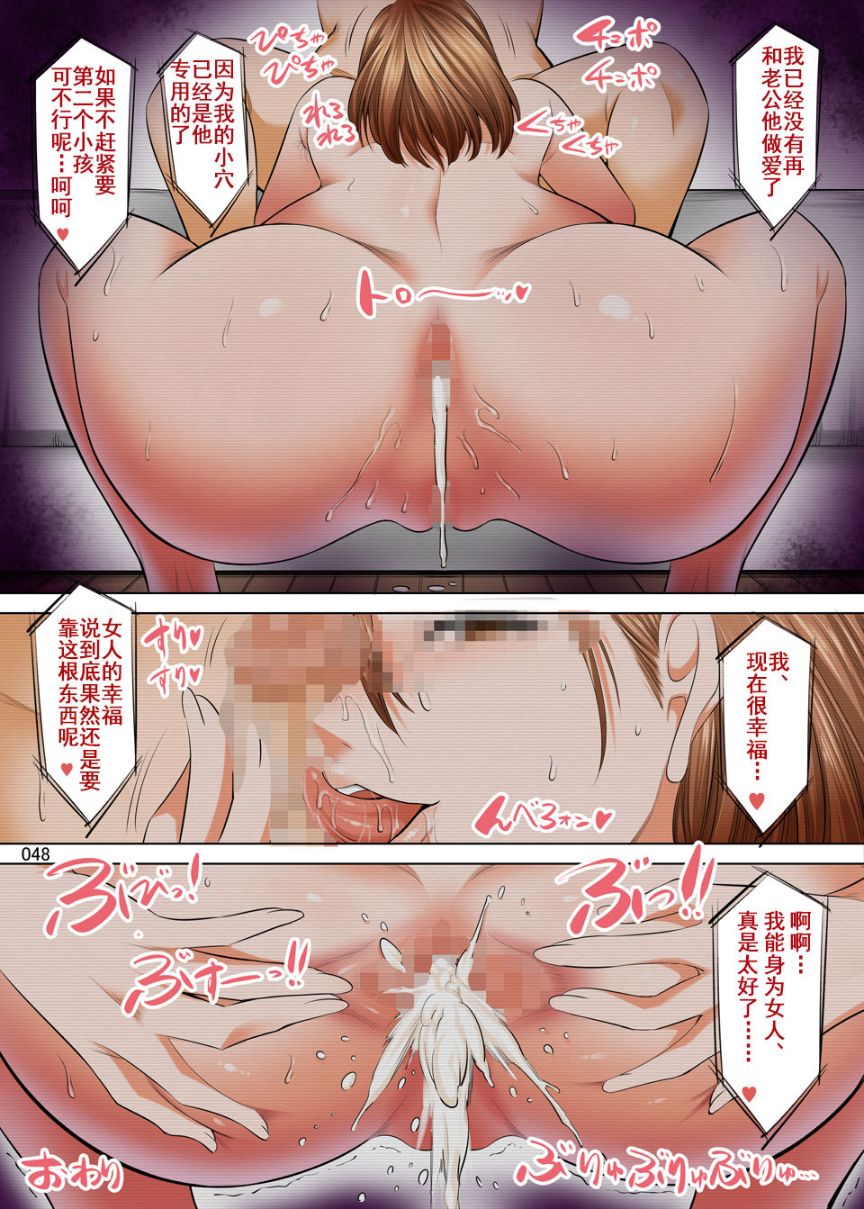 我已经没有再
和老公他做爱了
チ○ポ
チ○ポ
ぴちゃ
ぴちゃ
れろ
れろ
くちゃ
くちゃ
因为我的小穴
已经是他
专用的了
如果不赶紧要
第二个小孩
可不行呢…呵呵
♥
トロ〜〜ッ♥
我、
现在很幸福…
♥
すり♥
すり♥
女人的幸福
说到底果然还是要
靠这根东西呢
♥
んべろォン♥
048
啊啊…
我能身为女人、
真是太好了……
♥
ぶっ!!
ぶびっ!
ぶけーっ!!
ぶりゅぶりゅぶりゅ…
おわり